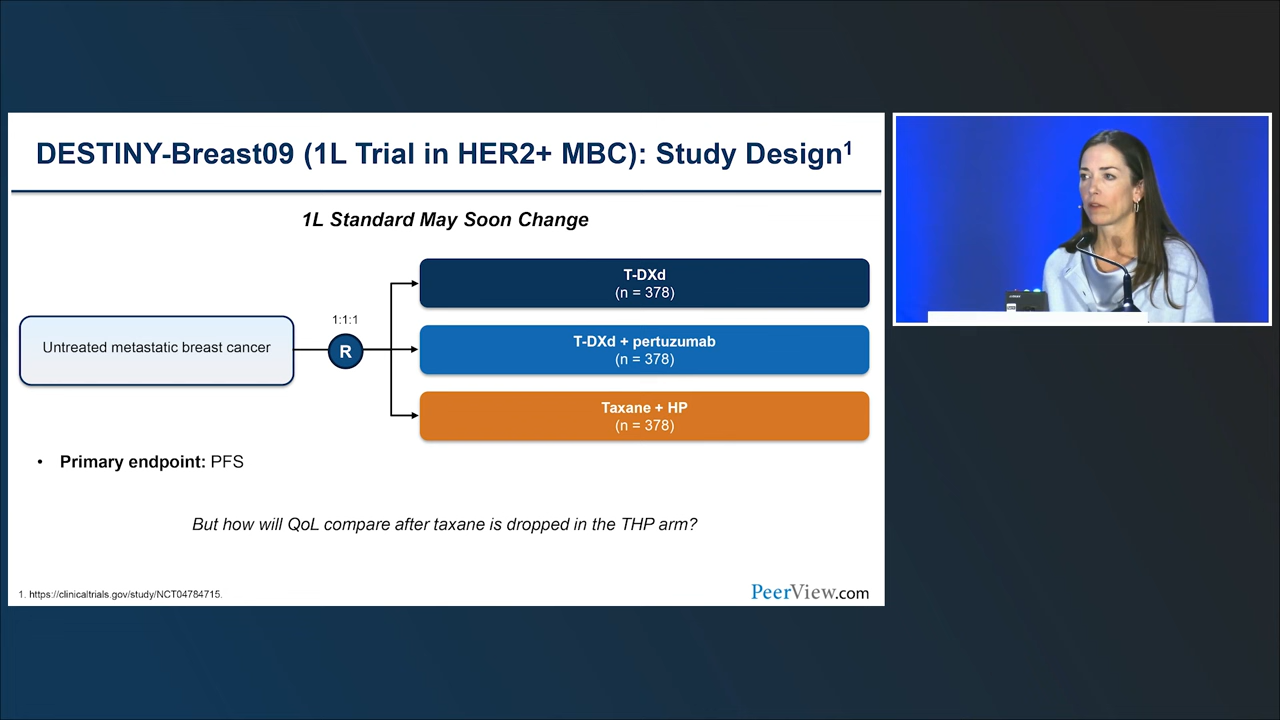 DESTINY-Breast09 (1L Trial in HER2+ MBC): Study Design¹
1L Standard May Soon Change
T-DXd
(n = 378)
1:1:1
Untreated metastatic breast cancer
R
T-DXd + pertuzumab
(n = 378)
Taxane + HP
(n = 378)
• Primary endpoint: PFS
But how will QoL compare after taxane is dropped in the THP arm?
1. https://clinicaltrials.gov/study/NCT04784715.
PeerView.com